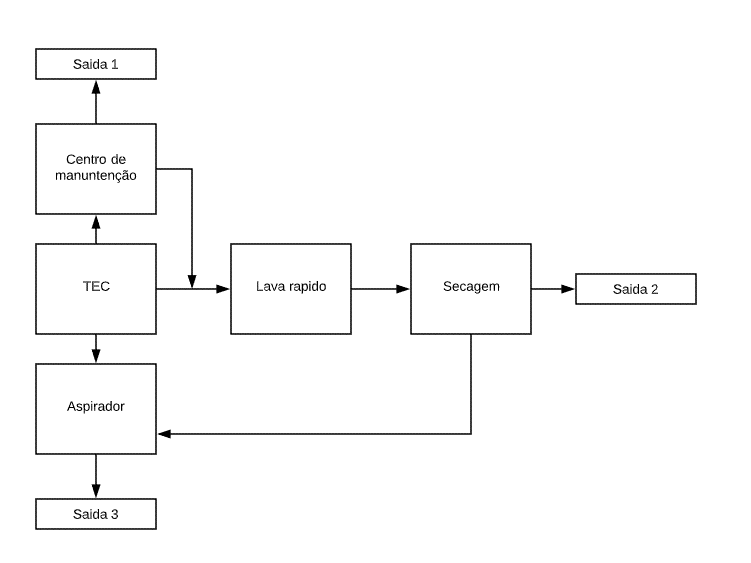 Saida 1
Centro de
manuntenção
TEC
Lava rapido
Secagem
Saida 2
Aspirador
Saida 3